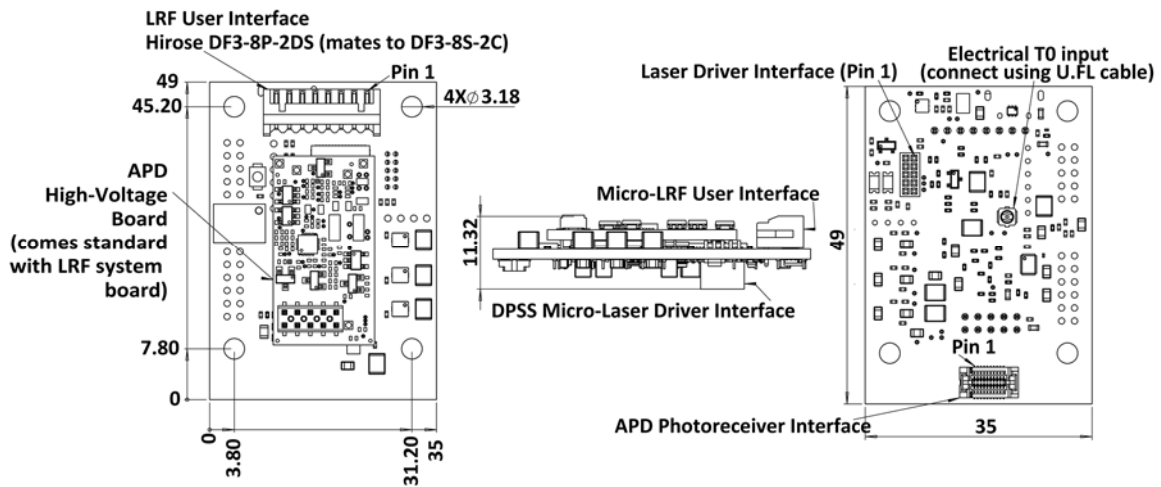 LRF User Interface
Hirose DF3-8P-2DS (mates to DF3-8S-2C)
Pin 1
49
45.20
4X⌀3.18
APD
High-Voltage
Board
(comes standard
with LRF system
board)
7.80
0
0
3.80
31.20
35
11.32
Micro-LRF User Interface
DPSS Micro-Laser Driver Interface
Electrical T0 input
(connect using U.FL cable)
Laser Driver Interface (Pin 1)
49
Pin 1
APD Photoreceiver Interface
35